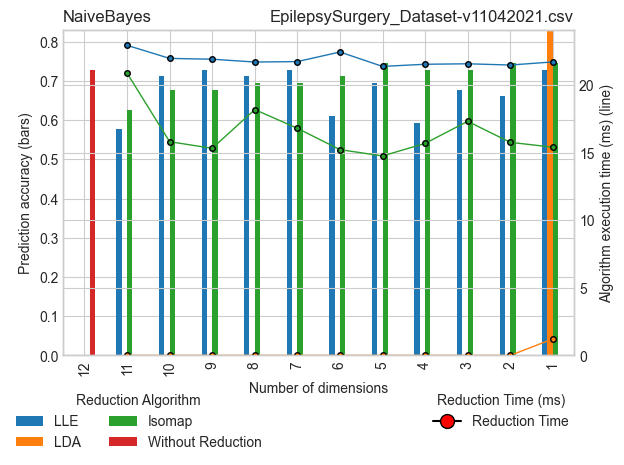 NaiveBayes EpilepsySurgery_Dataset-v11042021.csv
0.8
0.7
0.6
0.5
0.4
0.3
0.2
0.1
0.0
Prediction accuracy (bars)
20
15
10
5
0
Algorithm execution time (ms) (line)
12 11 10 9 8 7 6 5 4 3 2 1
Number of dimensions
Reduction Algorithm
LLE Isomap
LDA Without Reduction
Reduction Time (ms)
Reduction Time